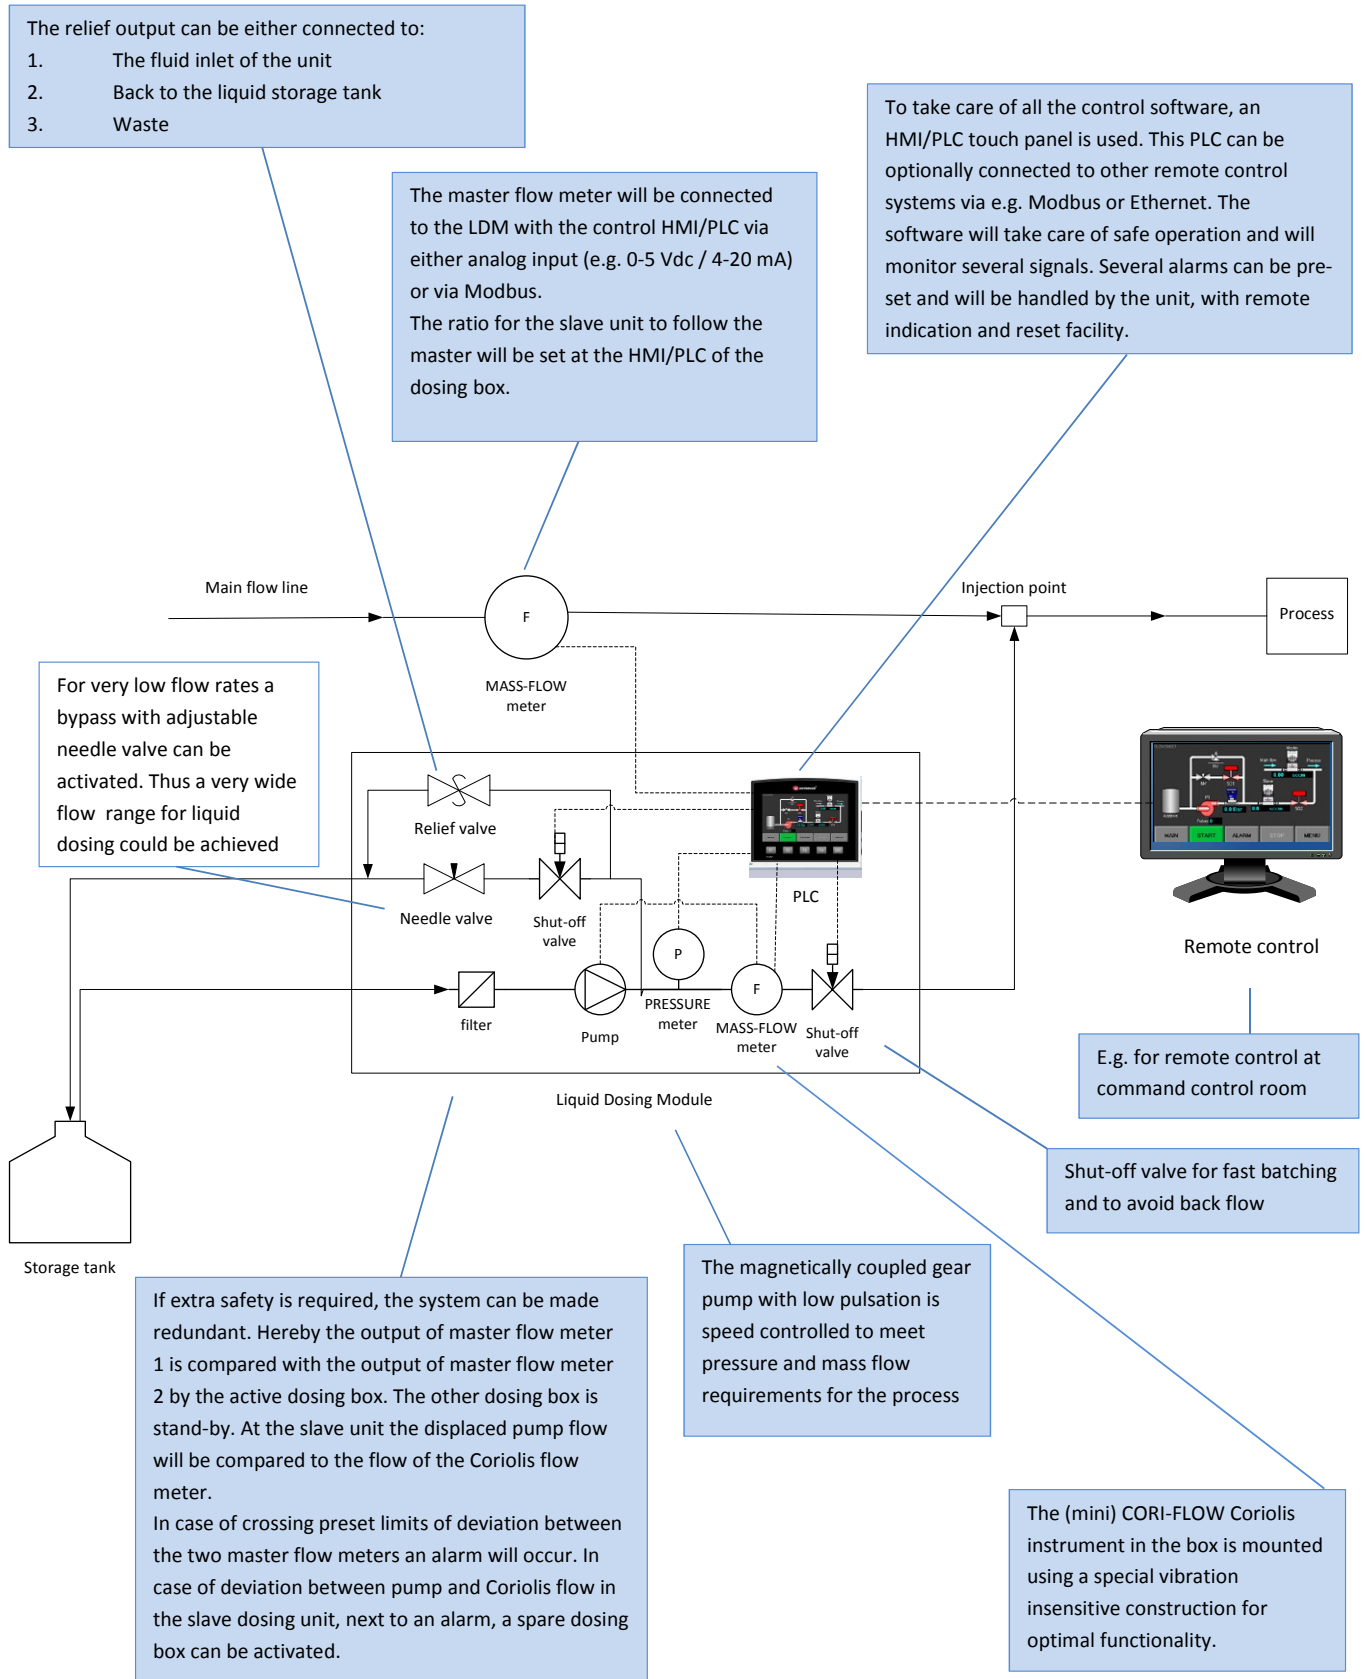 The relief output can be either connected to:
1. The fluid inlet of the unit
2. Back to the liquid storage tank
3. Waste
To take care of all the control software, an
HMI/PLC touch panel is used. This PLC can be
optionally connected to other remote control
systems via e.g. Modbus or Ethernet. The
software will take care of safe operation and will
monitor several signals. Several alarms can be pre-
set and will be handled by the unit, with remote
indication and reset facility.
The master flow meter will be connected
to the LDM with the control HMI/PLC via
either analog input (e.g. 0-5 Vdc / 4-20 mA)
or via Modbus.
The ratio for the slave unit to follow the
master will be set at the HMI/PLC of the
dosing box.
Main flow line
F
MASS-FLOW
meter
Injection point
Process
For very low flow rates a
bypass with adjustable
needle valve can be
activated. Thus a very wide
flow range for liquid
dosing could be achieved
Relief valve
Needle valve
Shut-off
valve
PLC
MAIN
START
ALARM
STOP
MENU
Remote control
filter
Pump
P
PRESSURE
meter
F
MASS-FLOW
meter
Shut-off
valve
Liquid Dosing Module
E.g. for remote control at
command control room
Shut-off valve for fast batching
and to avoid back flow
Storage tank
The magnetically coupled gear
pump with low pulsation is
speed controlled to meet
pressure and mass flow
requirements for the process
If extra safety is required, the system can be made
redundant. Hereby the output of master flow meter
1 is compared with the output of master flow meter
2 by the active dosing box. The other dosing box is
stand-by. At the slave unit the displaced pump flow
will be compared to the flow of the Coriolis flow
meter.
In case of crossing preset limits of deviation between
the two master flow meters an alarm will occur. In
case of deviation between pump and Coriolis flow in
the slave dosing unit, next to an alarm, a spare dosing
box can be activated.
The (mini) CORI-FLOW Coriolis
instrument in the box is mounted
using a special vibration
insensitive construction for
optimal functionality.